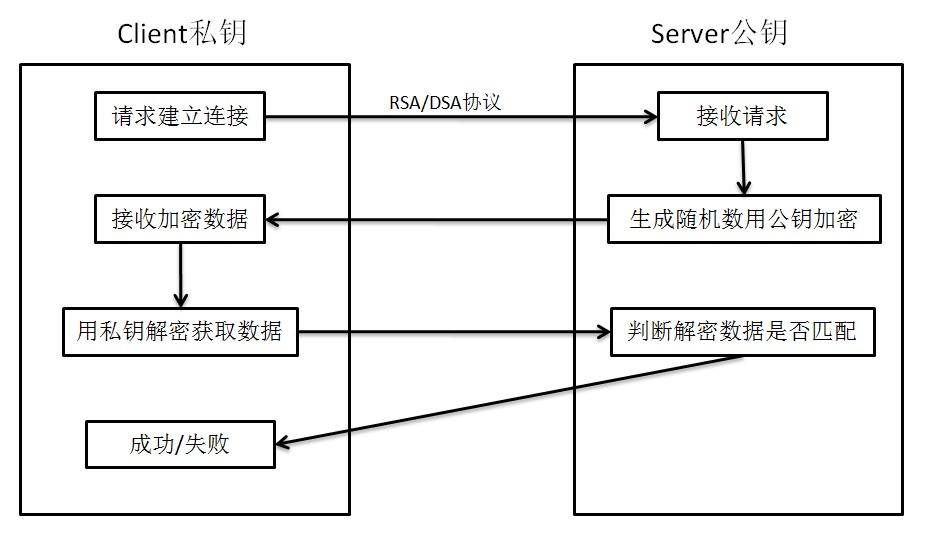 Client私钥
Server公钥
请求建立连接
RSA/DSA协议
接收请求
接收加密数据
生成随机数用公钥加密
用私钥解密获取数据
判断解密数据是否匹配
成功/失败